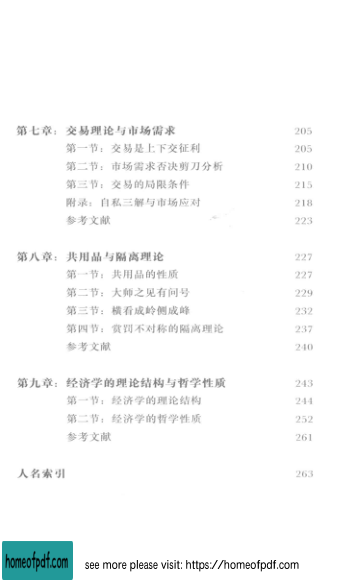 第七章：交易理论与市场需求 205
第一节：交易是上下交征利 205
第二节：市场需求否决剪刀分析 210
第三节：交易的局限条件 215
附录：自私三解与市场应对 218
参考文献 223
第八章：共用品与隔离理论 227
第一节：共用品的性质 227
第二节：大师之见有问号 229
第三节：横看成岭侧成峰 232
第四节：赏罚不对称的隔离理论 237
参考文献 240
第九章：经济学的理论结构与哲学性质 243
第一节：经济学的理论结构 244
第二节：经济学的哲学性质 252
参考文献 261
人名索引 263
homeofpdf.com
see more please visit: https://homeofpdf.com